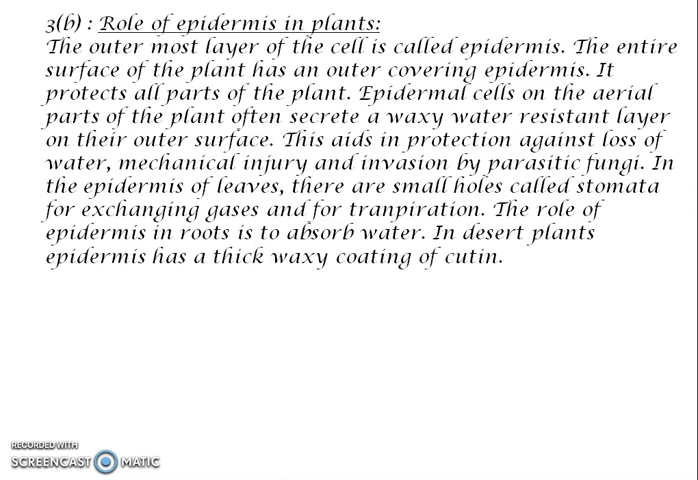 3(b) : Role of epidermis in plants:
The outer most layer of the cell is called epidermis. The entire
surface of the plant has an outer covering epidermis. It
protects all parts of the plant. Epidermal cells on the aerial
parts of the plant often secrete a waxy water resistant layer
on their outer surface. This aids in protection against loss of
water, mechanical injury and invasion by parasitic fungi. In
the epidermis of leaves, there are small holes called stomata
for exchanging gases and for tranpiration. The role of
epidermis in roots is to absorb water. In desert plants
epidermis has a thick waxy coating of cutin.
RECORDED WITH
SCREENCAST MATIC